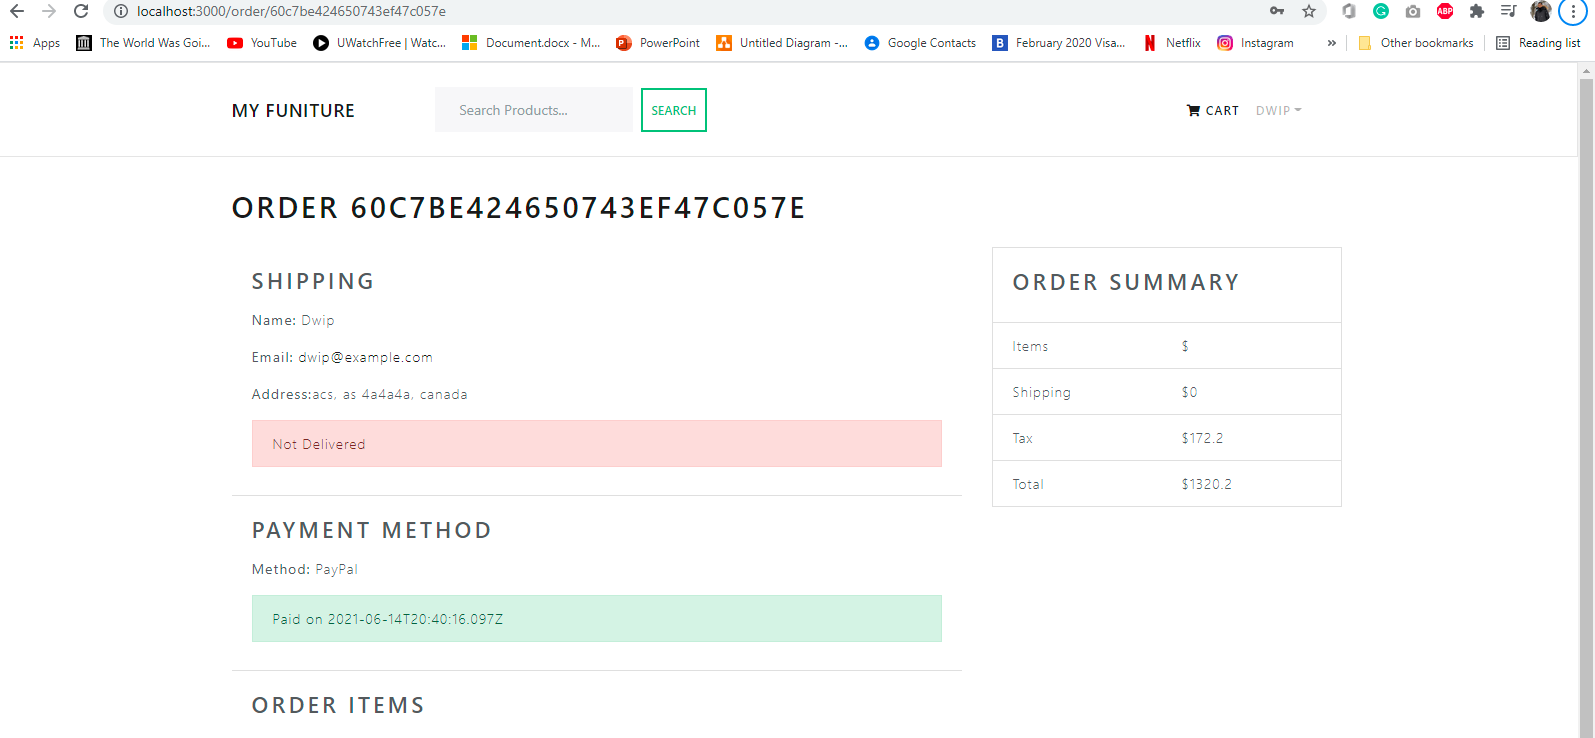 localhost:3000/order/60c7be424650743ef47c057e
ABP
Apps The World Was Goi... YouTube UWatchFree | Watc... Document.docx - M... PowerPoint Untitled Diagram -... Google Contacts February 2020 Visa... Netflix Instagram » Other bookmarks Reading list
MY FUNITURE Search Products... SEARCH CART DWIP
ORDER 60C7BE424650743EF47C057E
SHIPPING
Name: Dwip
Email: dwip@example.com
Address:acs, as 4a4a4a, canada
Not Delivered
PAYMENT METHOD
Method: PayPal
Paid on 2021-06-14T20:40:16.097Z
ORDER ITEMS
ORDER SUMMARY
Items $
Shipping $0
Tax $172.2
Total $1320.2